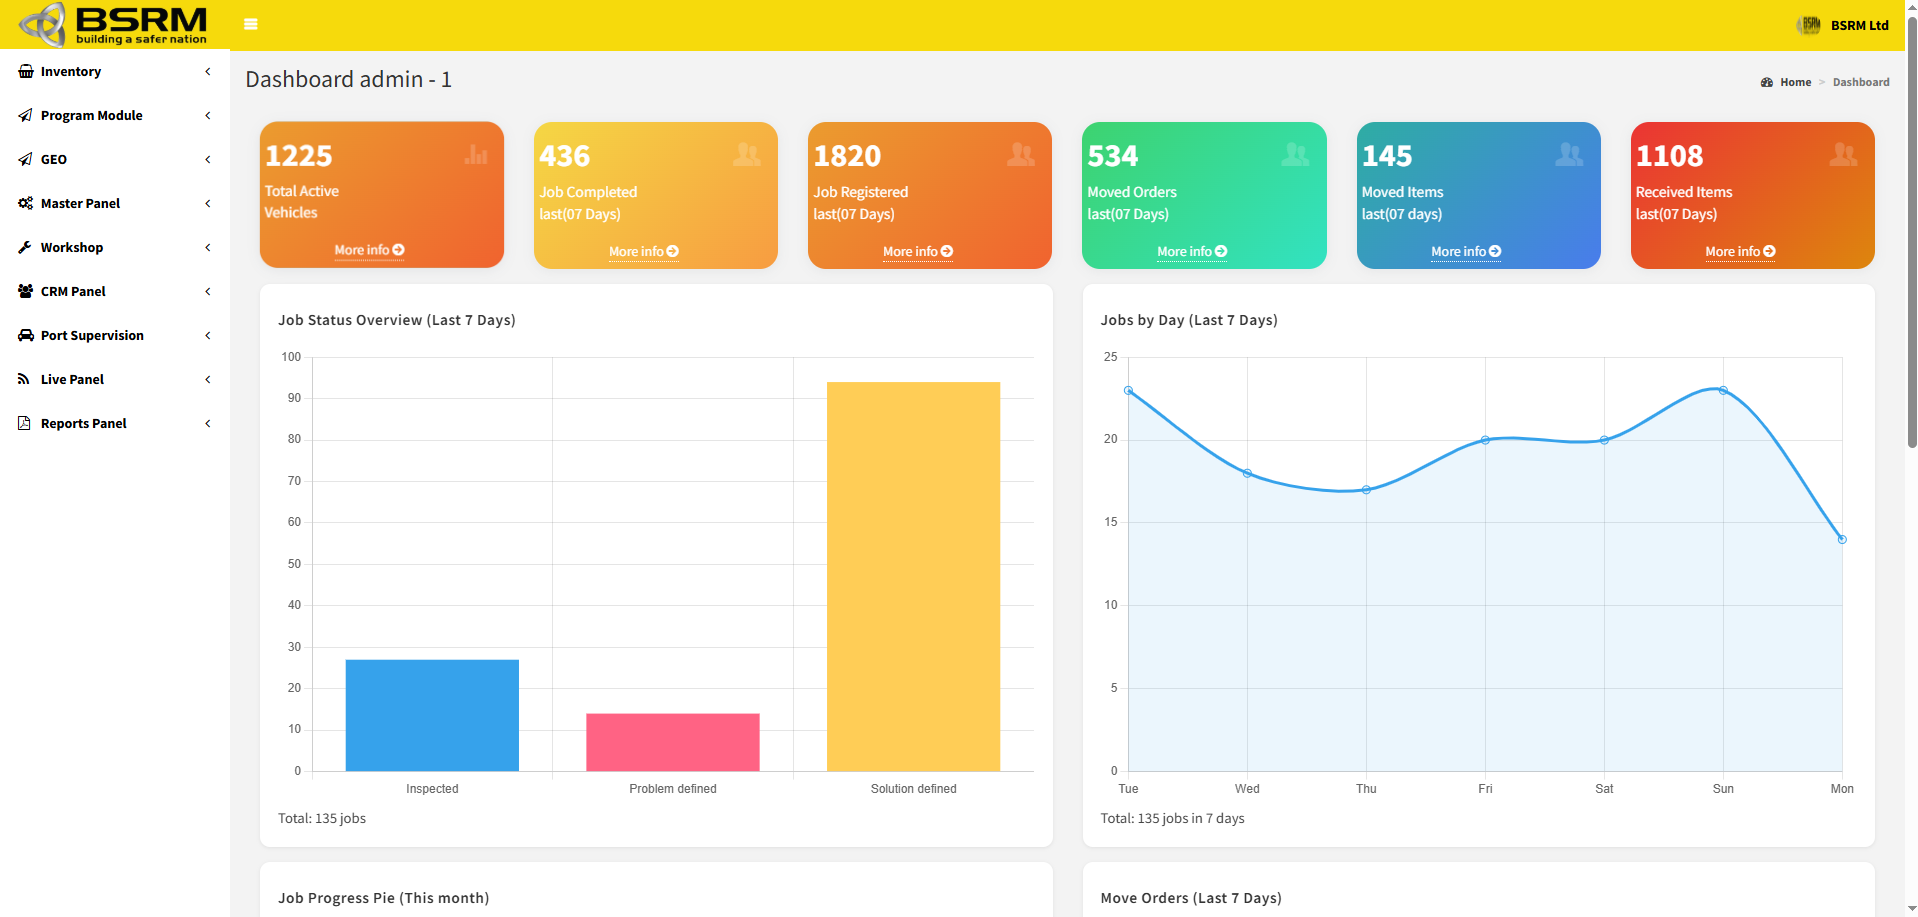 BSRM
building a safer nation
BSRM Ltd
Inventory
Program Module
GEO
Master Panel
Workshop
CRM Panel
Port Supervision
Live Panel
Reports Panel
Dashboard admin - 1
Home > Dashboard
1225
Total Active
Vehicles
More info
436
Job Completed
last(07 Days)
More info
1820
Job Registered
last(07 Days)
More info
534
Moved Orders
last(07 Days)
More info
145
Moved Items
last(07 days)
More info
1108
Received Items
last(07 Days)
More info
Job Status Overview (Last 7 Days)
100
90
80
70
60
50
40
30
20
10
0
Inspected
Problem defined
Solution defined
Total: 135 jobs
Jobs by Day (Last 7 Days)
25
20
15
10
5
0
Tue
Wed
Thu
Fri
Sat
Sun
Mon
Total: 135 jobs in 7 days
Job Progress Pie (This month)
Move Orders (Last 7 Days)